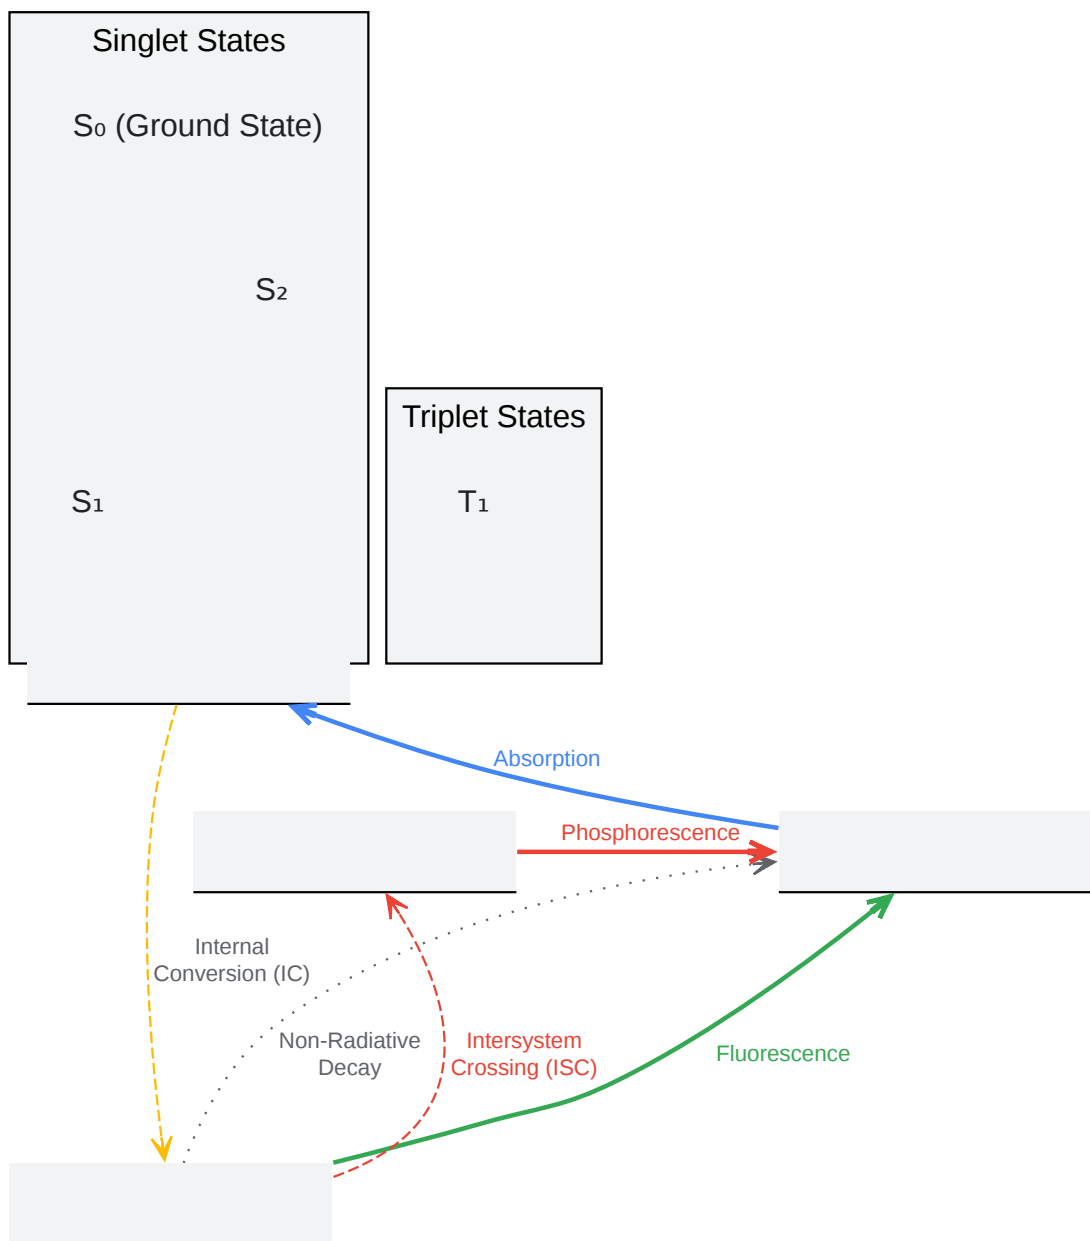 Singlet States
S₀ (Ground State)
S₂
Triplet States
S₁
T₁
Absorption
Phosphorescence
Internal
Conversion (IC)
Non-Radiative
Decay
Intersystem
Crossing (ISC)
Fluorescence